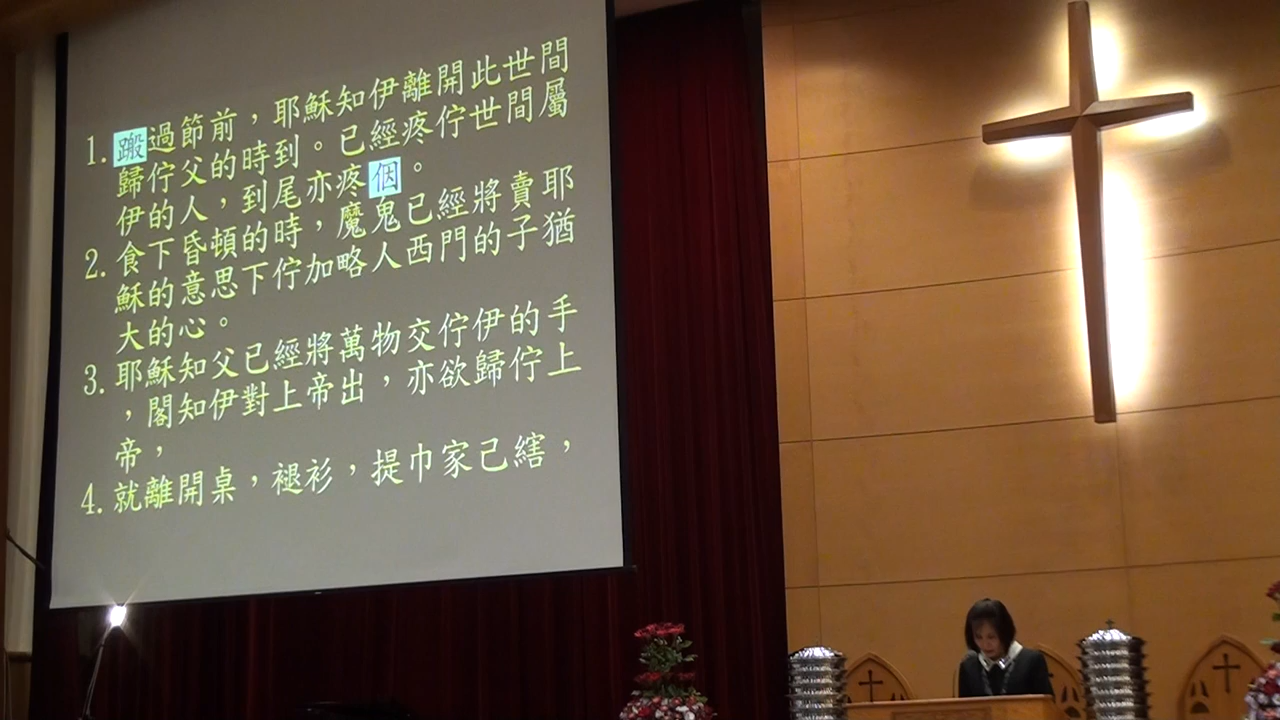 1. 蹣過節前，耶穌知伊離開此世間
歸佇父的時到。已經疼佇世間屬
伊的人，到尾亦疼𪜶。
2. 食下昏頓的時，魔鬼已經將賣耶
穌的意思下佇加略人西門的子猶
大的心。
3. 耶穌知父已經將萬物交佇伊的手
，閣知伊對上帝出，亦欲歸佇上
帝，
4. 就離開桌，褪衫，提巾家己縖，